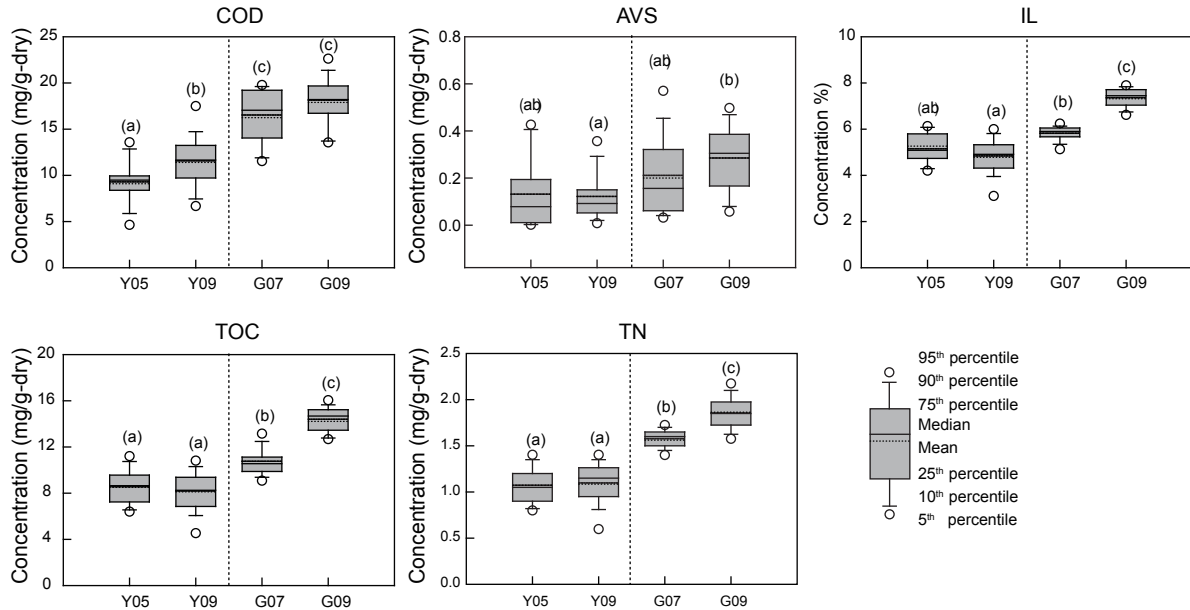 COD
Concentration (mg/g-dry)
25
20
15
10
5
0
(a)
(b)
(c)
(c)
Y05
Y09
G07
G09
AVS
Concentration (mg/g-dry)
0.8
0.6
0.4
0.2
0.0
(ab)
(a)
(ab)
(b)
Y05
Y09
G07
G09
IL
Concentration %)
10
8
6
4
2
0
(ab)
(a)
(b)
(c)
Y05
Y09
G07
G09
TOC
Concentration (mg/g-dry)
20
16
12
8
4
0
(a)
(a)
(b)
(c)
Y05
Y09
G07
G09
TN
Concentration (mg/g-dry)
2.5
2.0
1.5
1.0
0.5
0.0
(a)
(a)
(b)
(c)
Y05
Y09
G07
G09
95th percentile
90th percentile
75th percentile
Median
Mean
25th percentile
10th percentile
5th percentile